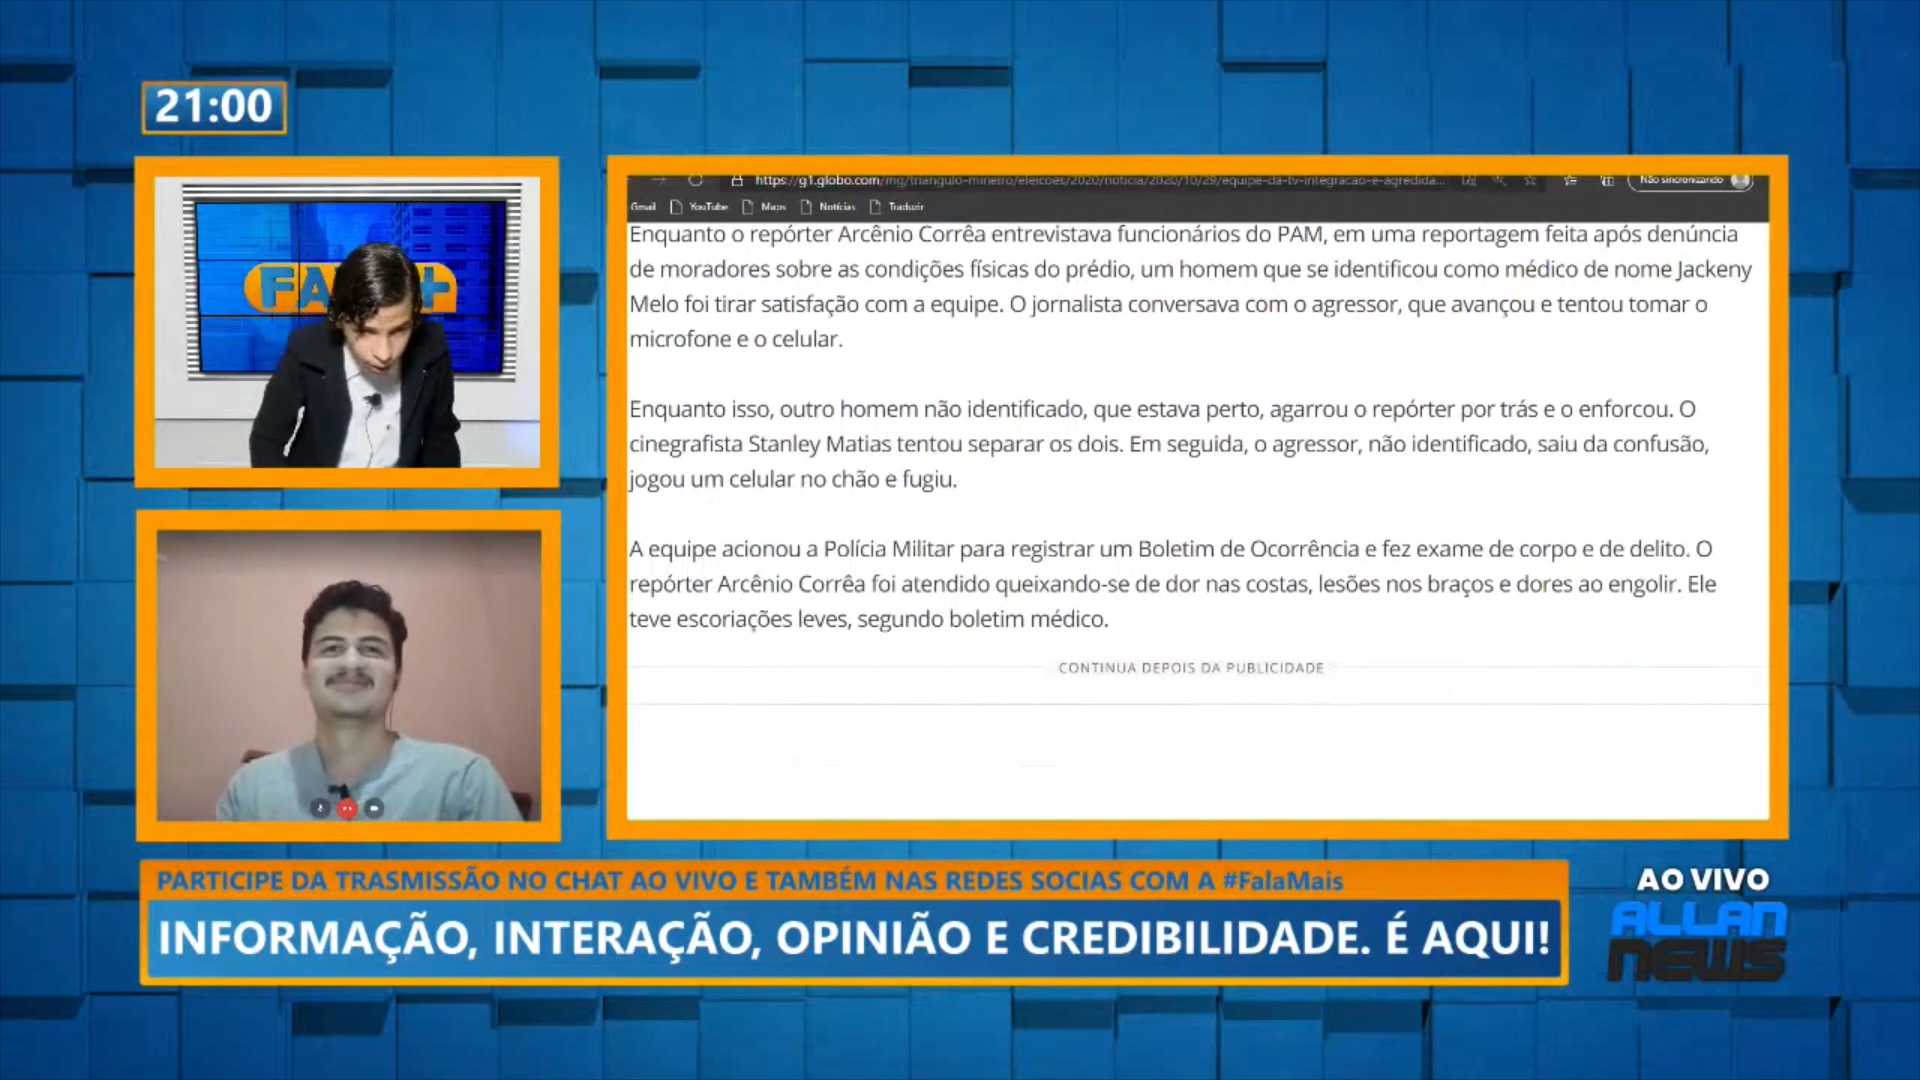 21:00
FA
+
https://g1.globo.com/mg/triangulo-mineiro/eleicoes/2020/noticia/2020/10/29/equipe-da-tv-integracao-e-agredida...
Não sincronizando
Gmail YouTube Maps Notícias Traduzir
Enquanto o repórter Arcênio Corrêa entrevistava funcionários do PAM, em uma reportagem feita após denúncia
de moradores sobre as condições físicas do prédio, um homem que se identificou como médico de nome Jackeny
Melo foi tirar satisfação com a equipe. O jornalista conversava com o agressor, que avançou e tentou tomar o
microfone e o celular.
Enquanto isso, outro homem não identificado, que estava perto, agarrou o repórter por trás e o enforcou. O
cinegrafista Stanley Matias tentou separar os dois. Em seguida, o agressor, não identificado, saiu da confusão,
jogou um celular no chão e fugiu.
A equipe acionou a Polícia Militar para registrar um Boletim de Ocorrência e fez exame de corpo e de delito. O
repórter Arcênio Corrêa foi atendido queixando-se de dor nas costas, lesões nos braços e dores ao engolir. Ele
teve escoriações leves, segundo boletim médico.
CONTINUA DEPOIS DA PUBLICIDADE
PARTICIPE DA TRASMISSÃO NO CHAT AO VIVO E TAMBÉM NAS REDES SOCIAS COM A #FalaMais
INFORMAÇÃO, INTERAÇÃO, OPINIÃO E CREDIBILIDADE. É AQUI!
AO VIVO
ALLAN
NEWS